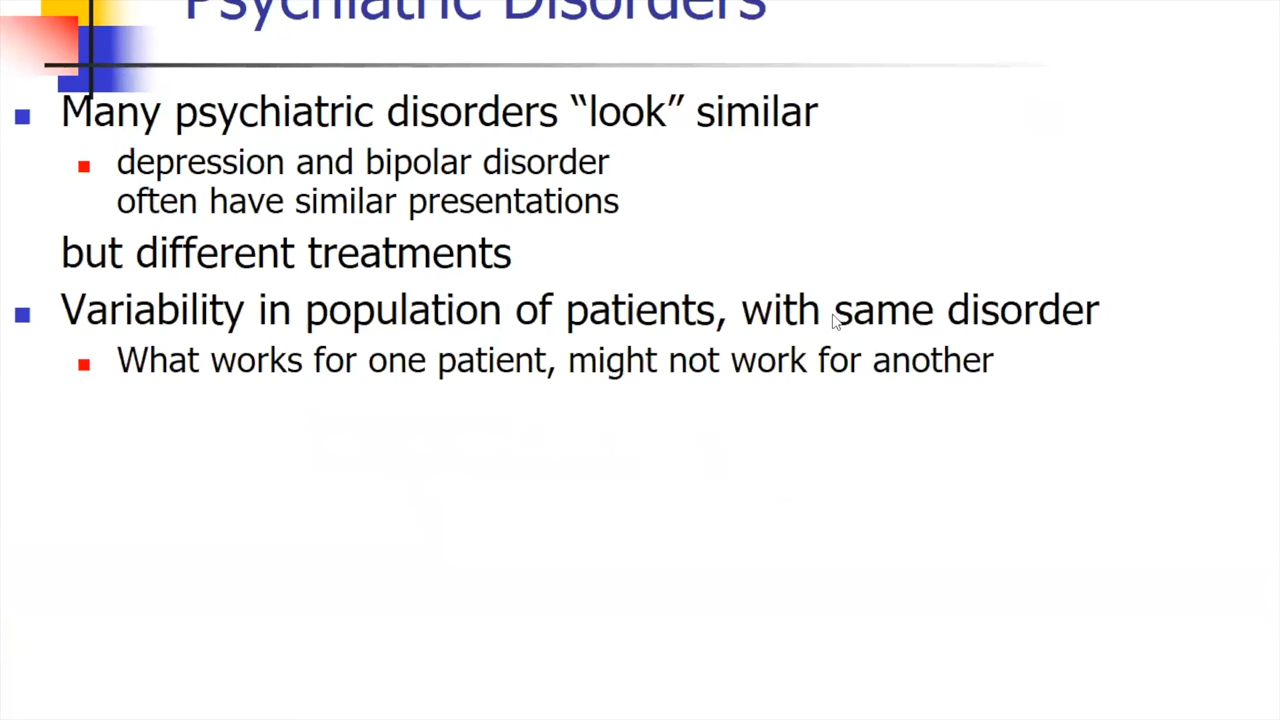 Psychiatric Disorders
Many psychiatric disorders “look” similar
depression and bipolar disorder
often have similar presentations
but different treatments
Variability in population of patients, with same disorder
What works for one patient, might not work for another